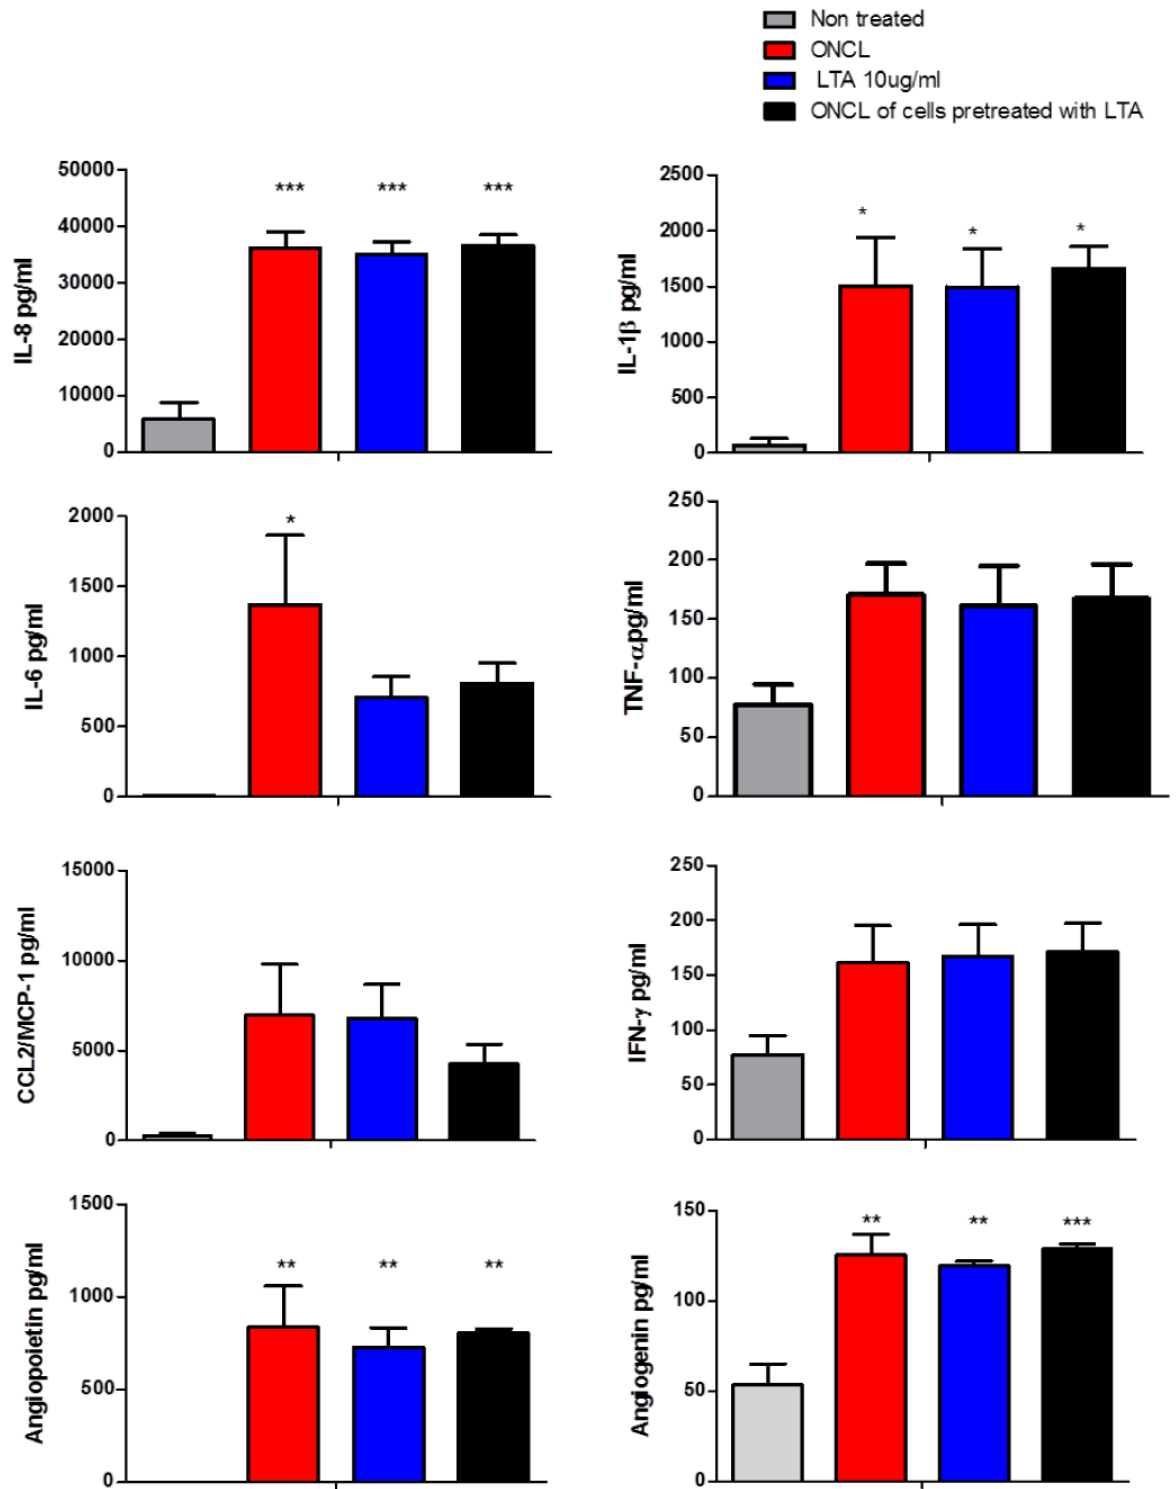 Non treated
ONCL
LTA 10ug/ml
ONCL of cells pretreated with LTA
IL-8 pg/ml
50000
40000
30000
20000
10000
0
*** *** ***
IL-1β pg/ml
2500
2000
1500
1000
500
0
* * *
IL-6 pg/ml
2000
1500
1000
500
0
*
TNF-αpg/ml
250
200
150
100
50
0
CCL2/MCP-1 pg/ml
15000
10000
5000
0
IFN-γ pg/ml
250
200
150
100
50
0
Angiopoietin pg/ml
1500
1000
500
0
** ** **
Angiogenin pg/ml
150
100
50
0
** ** ***